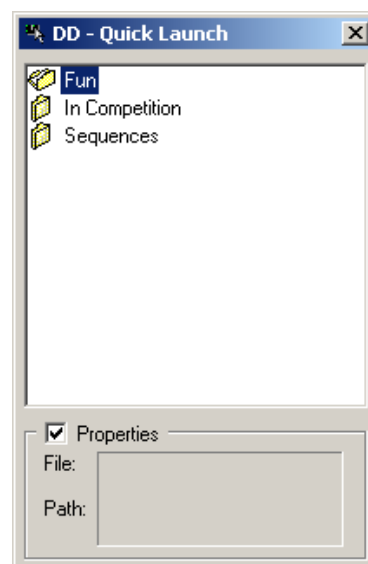 DD - Quick Launch
Fun
In Competition
Sequences
Properties
File:
Path: